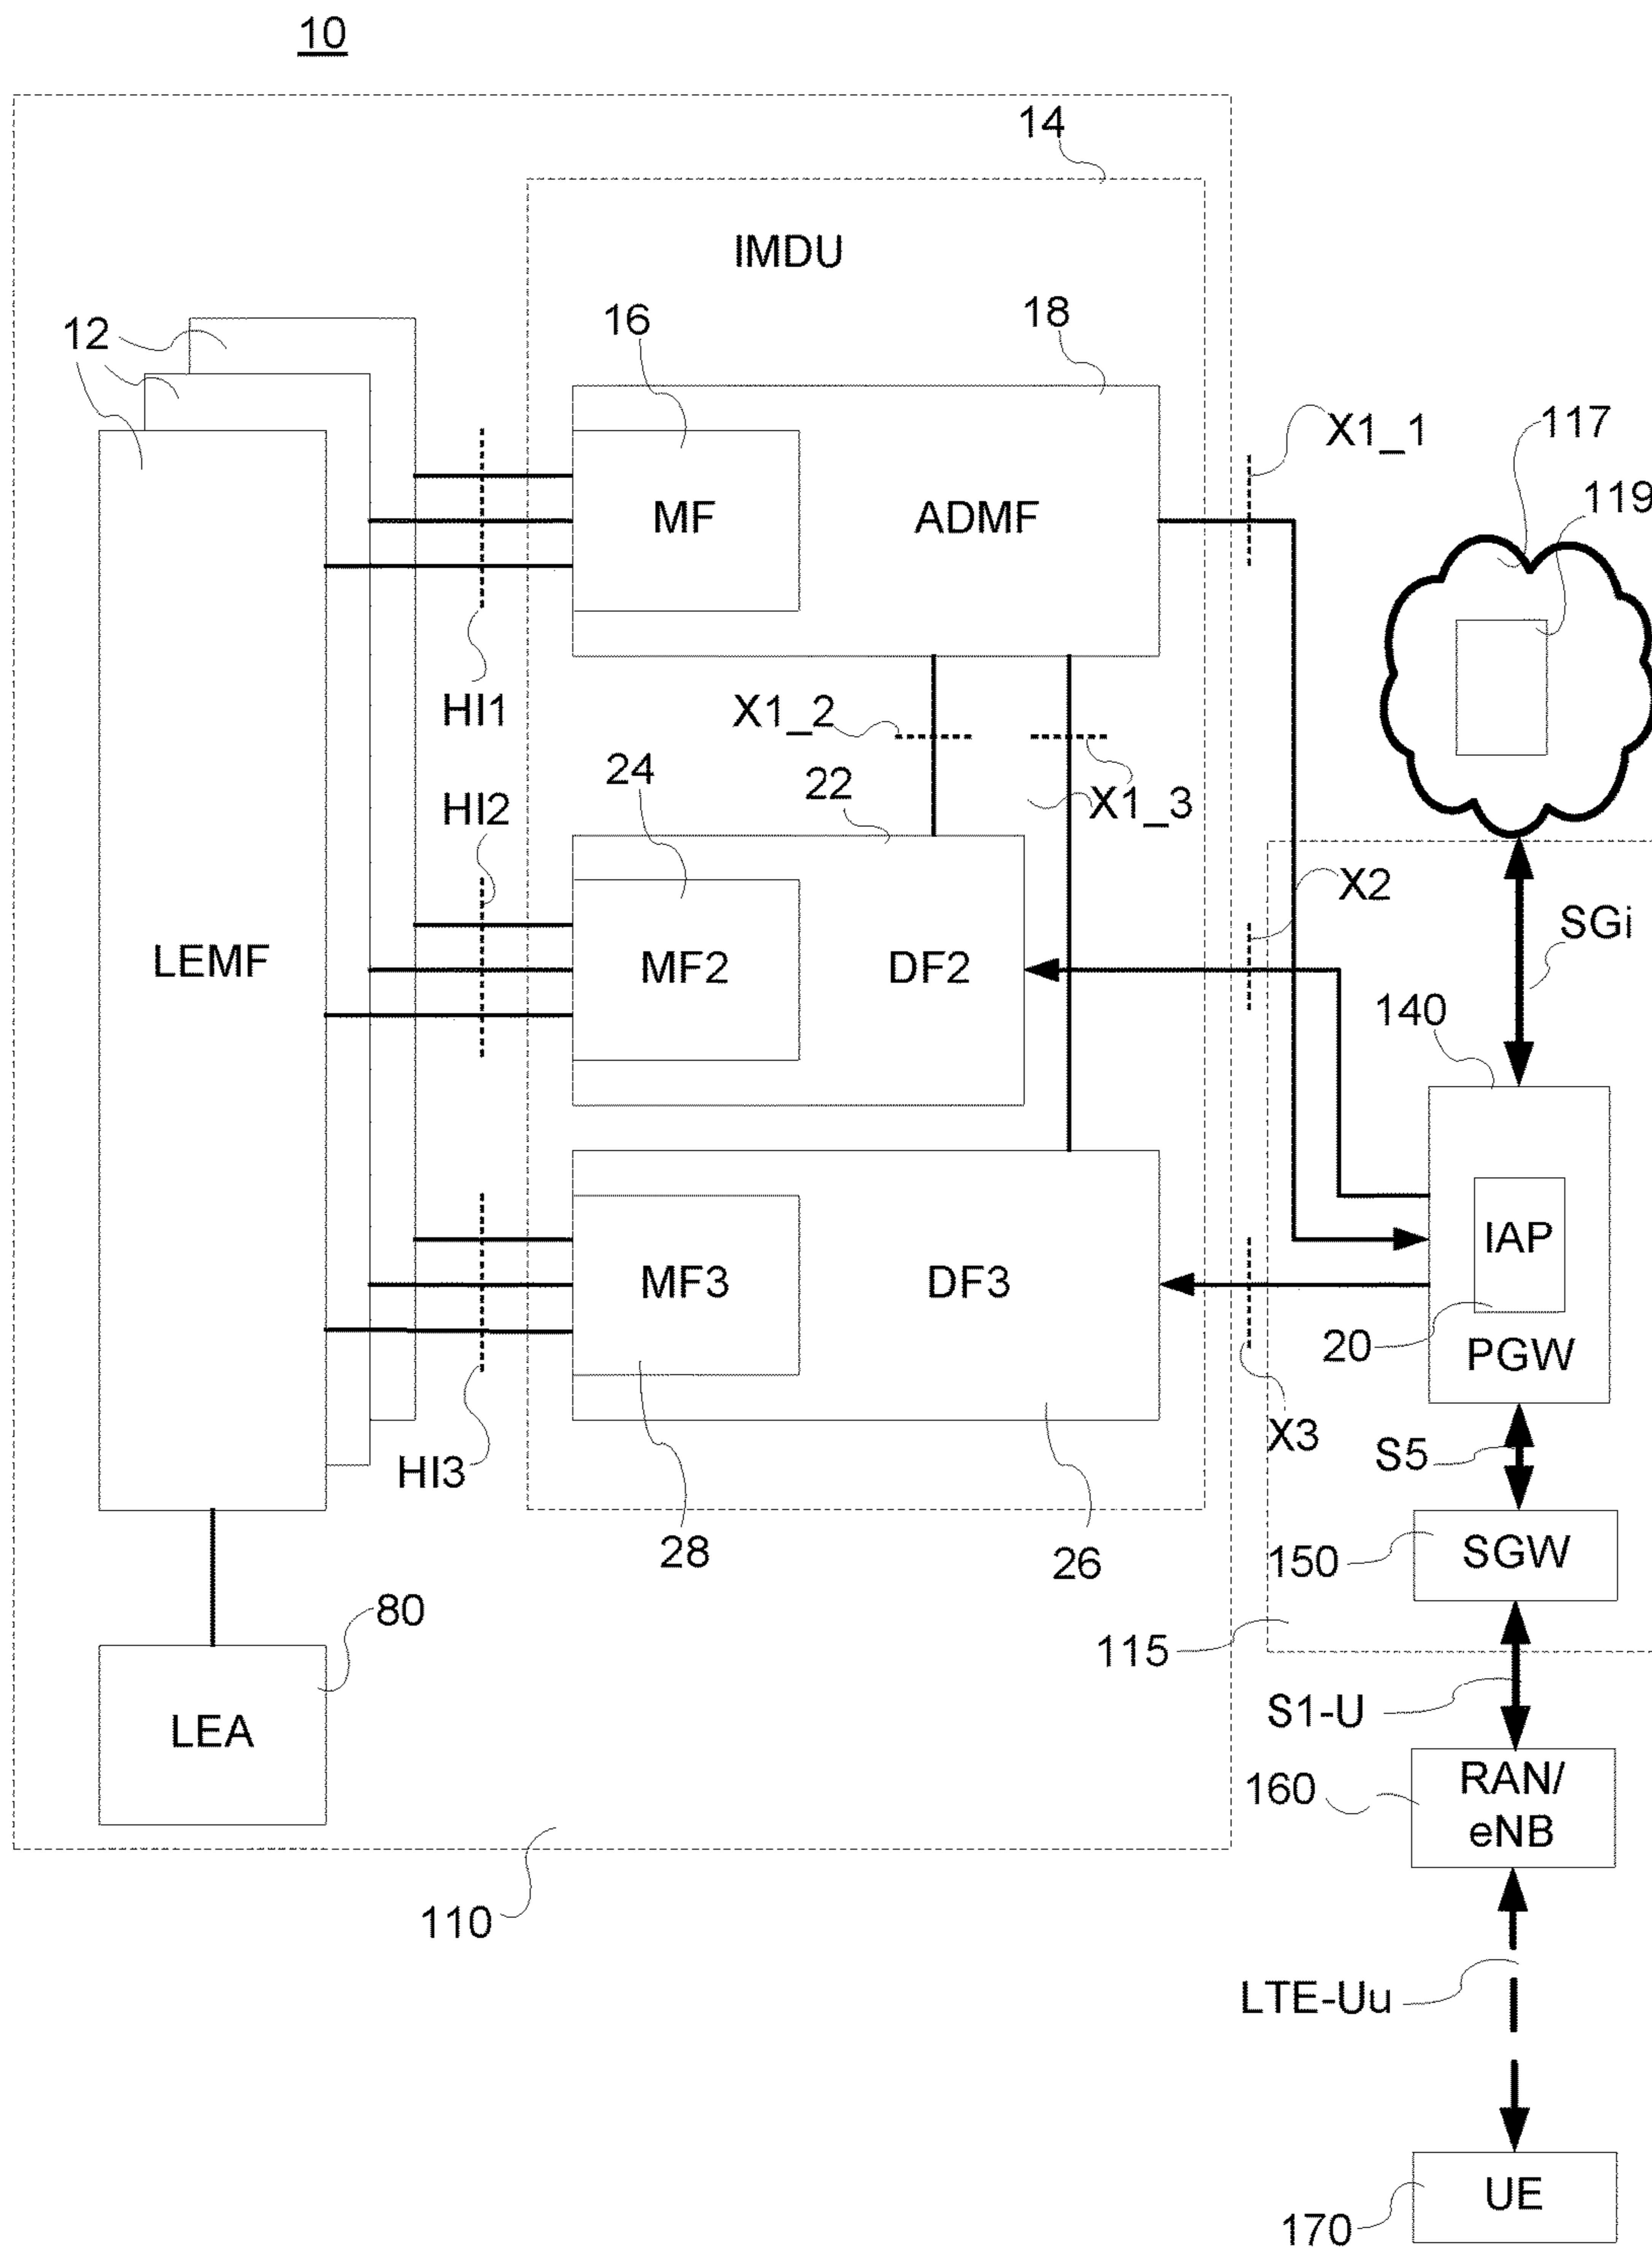 10
14
IMDU
12
16
18
X1_1
117
119
MF
ADMF
HI1
X1_2
X1_3
24
22
HI2
X2
SGi
LEMF
MF2
DF2
140
IAP
MF3
DF3
20
PGW
X3
S5
HI3
28
26
150
SGW
80
115
LEA
S1-U
160
RAN/
eNB
110
LTE-Uu
UE
170